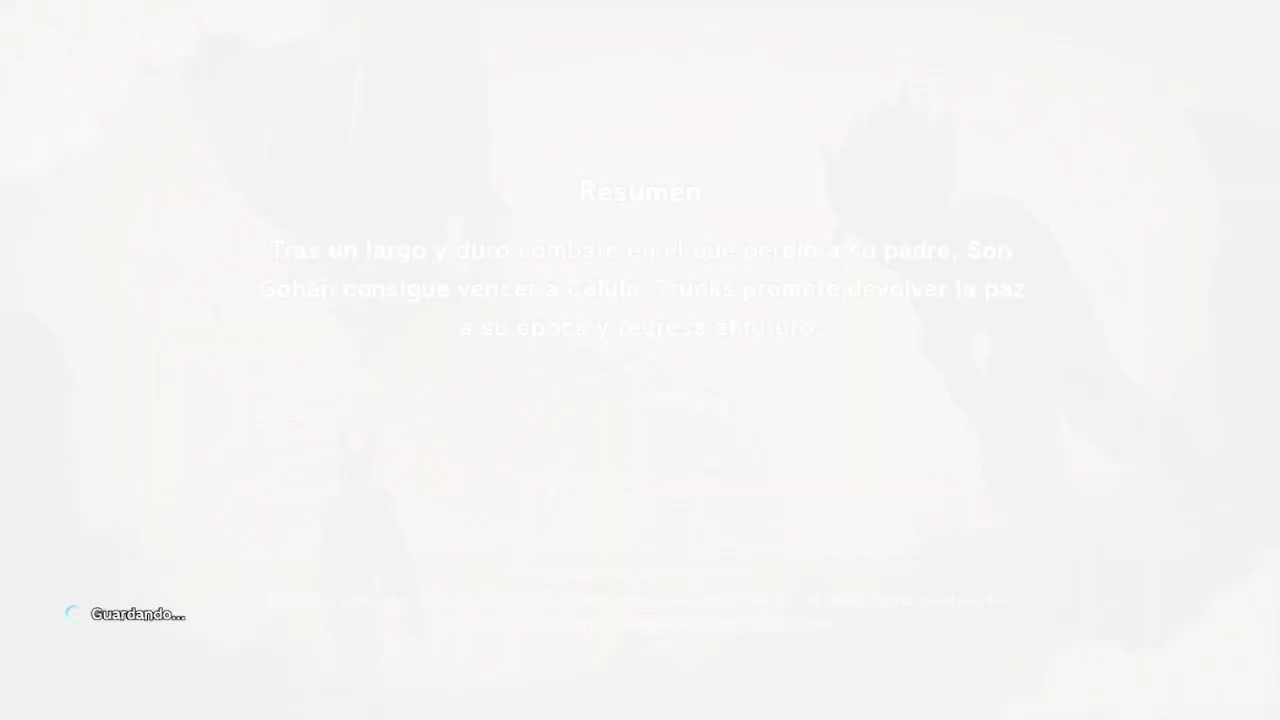 Resumen
Tras un largo y duro combate en el que perdió a su padre, Son
Gohan consigue vencer a Célula. Trunks promete devolver la paz
a su época y regresa al futuro.
Guardando...